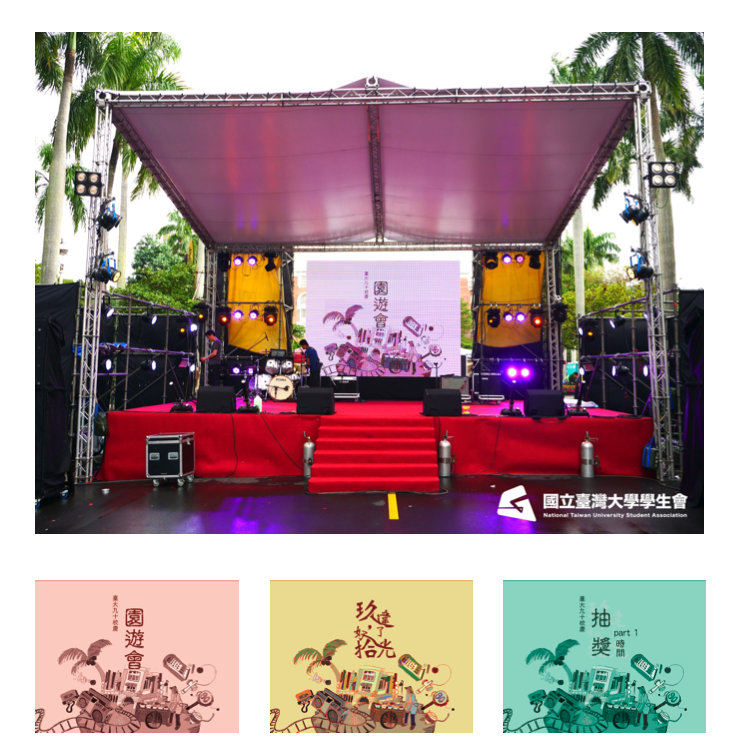 臺大九十校慶
園遊會
國立臺灣大學學生會
National Taiwan University Student Association
臺大九十校慶
園遊會
玖違了,
好拾光
臺大九十校慶
抽獎
part 1
時間